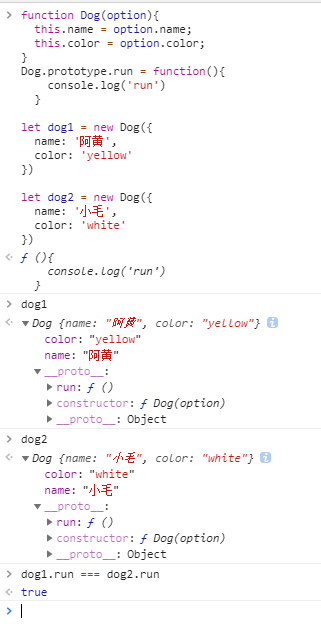 function Dog(option){
  this.name = option.name;
  this.color = option.color;
}
Dog.prototype.run = function(){
    console.log('run')
  }

let dog1 = new Dog({
  name: '阿黄',
  color: 'yellow'
})

let dog2 = new Dog({
  name: '小毛',
  color: 'white'
})
ƒ (){
    console.log('run')
  }
dog1
Dog {name: "阿黄", color: "yellow"}
color: "yellow"
name: "阿黄"
__proto__:
run: ƒ ()
constructor: ƒ Dog(option)
__proto__: Object
dog2
Dog {name: "小毛", color: "white"}
color: "white"
name: "小毛"
__proto__:
run: ƒ ()
constructor: ƒ Dog(option)
__proto__: Object
dog1.run === dog2.run
true